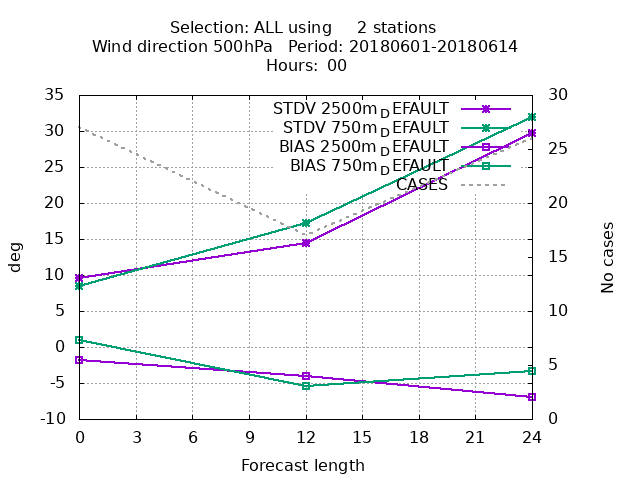 Selection: ALL using     2 stations
Wind direction 500hPa   Period: 20180601-20180614
Hours: 00
35
30
25
20
15
10
5
0
-5
-10
deg
STDV 2500m_DEFAULT
STDV 750m_DEFAULT
BIAS 2500m_DEFAULT
BIAS 750m_DEFAULT
CASES
30
25
20
15
10
5
0
No cases
0 3 6 9 12 15 18 21 24
Forecast length